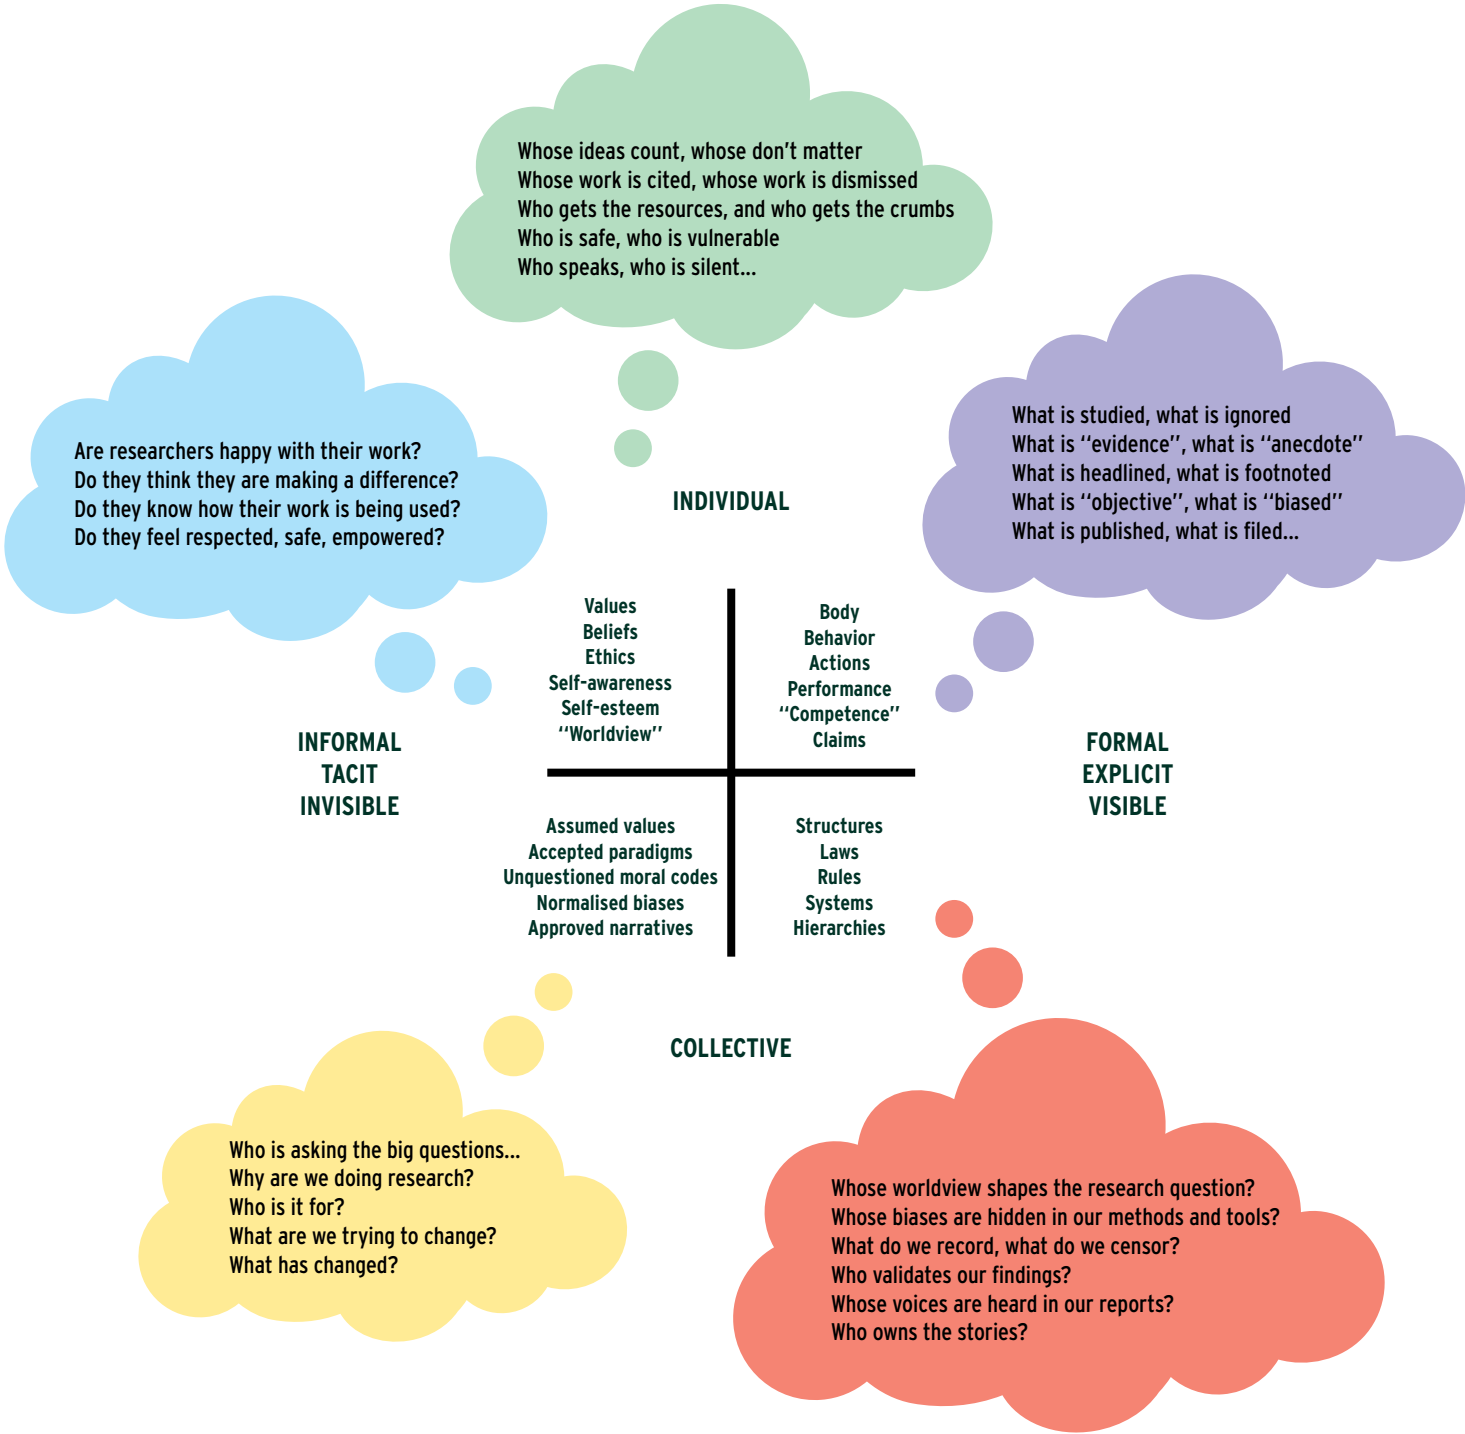 Whose ideas count, whose don’t matter
Whose work is cited, whose work is dismissed
Who gets the resources, and who gets the crumbs
Who is safe, who is vulnerable
Who speaks, who is silent...
Are researchers happy with their work?
Do they think they are making a difference?
Do they know how their work is being used?
Do they feel respected, safe, empowered?
What is studied, what is ignored
What is “evidence”, what is “anecdote”
What is headlined, what is footnoted
What is “objective”, what is “biased”
What is published, what is filed...
INDIVIDUAL
Values
Beliefs
Ethics
Self-awareness
Self-esteem
“Worldview”
Body
Behavior
Actions
Performance
“Competence”
Claims
INFORMAL
TACIT
INVISIBLE
FORMAL
EXPLICIT
VISIBLE
Assumed values
Accepted paradigms
Unquestioned moral codes
Normalised biases
Approved narratives
Structures
Laws
Rules
Systems
Hierarchies
COLLECTIVE
Who is asking the big questions...
Why are we doing research?
Who is it for?
What are we trying to change?
What has changed?
Whose worldview shapes the research question?
Whose biases are hidden in our methods and tools?
What do we record, what do we censor?
Who validates our findings?
Whose voices are heard in our reports?
Who owns the stories?